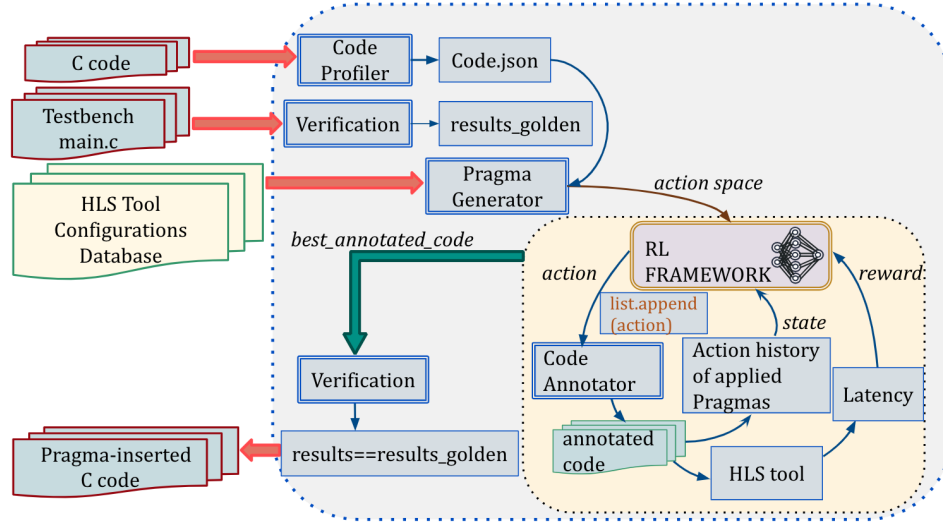 C code
Code
Profiler
Code.json
Testbench
main.c
Verification
results_golden
HLS Tool
Configurations
Database
Pragma
Generator
action space
best_annotated_code
RL
FRAMEWORK
action
reward
list.append
(action)
state
Code
Annotator
Action history
of applied
Pragmas
Latency
Verification
annotated
code
HLS tool
results==results_golden
Pragma-inserted
C code